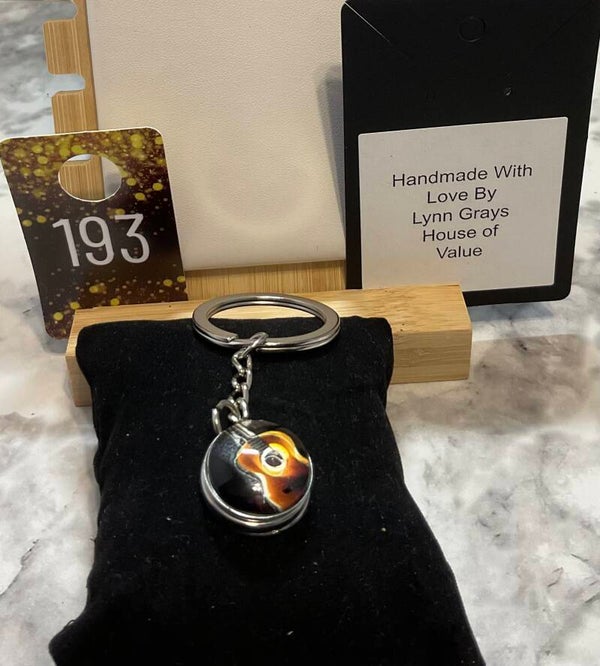 193
Handmade With
Love By
Lynn Grays
House of
Value